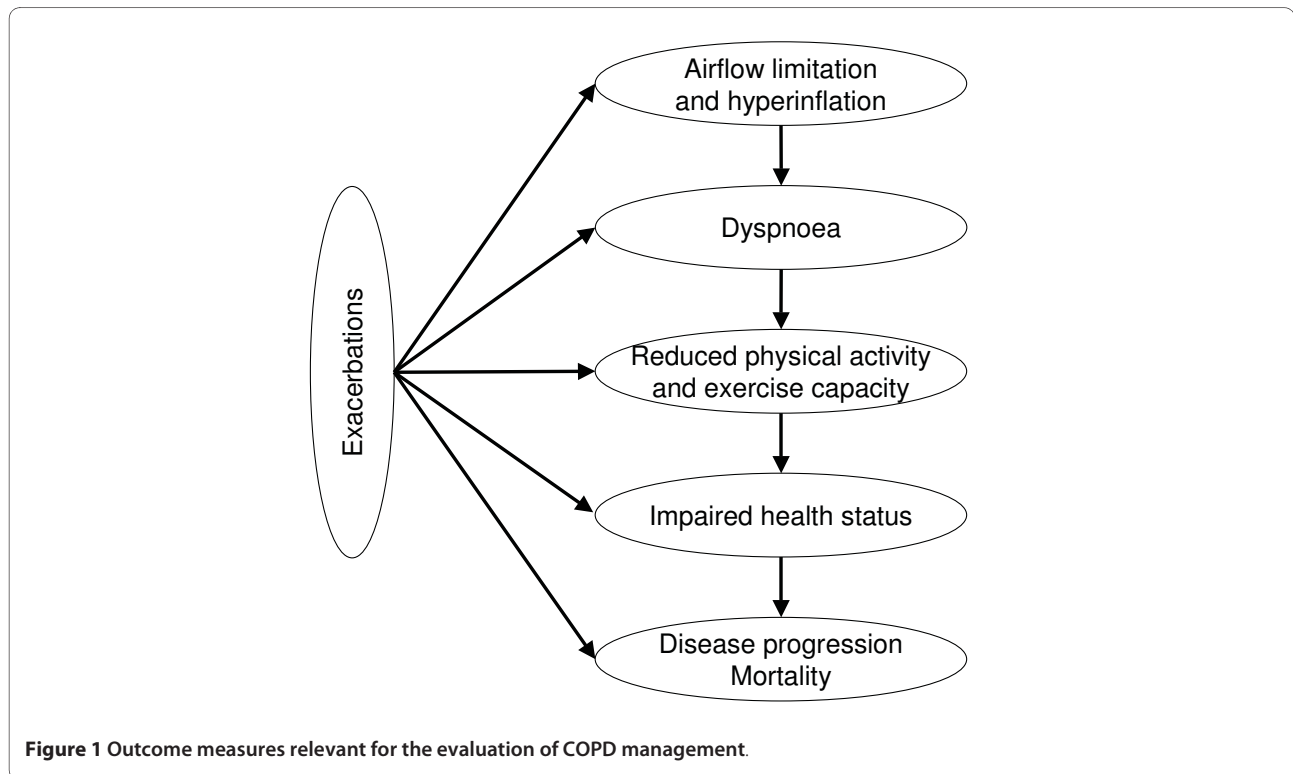 Airflow limitation
and hyperinflation
Dyspnoea
Exacerbations
Reduced physical activity
and exercise capacity
Impaired health status
Disease progression
Mortality
Figure 1 Outcome measures relevant for the evaluation of COPD management.